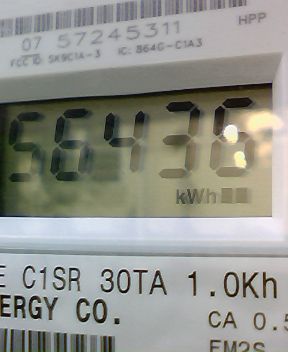 HPP
07 57245311
FCC ID: SK9C1A-3 IC: 864G-C1A3
56436
kWh
E C1SR 30TA 1.0Kh
ERGY CO.
CA 0.5
EM2S